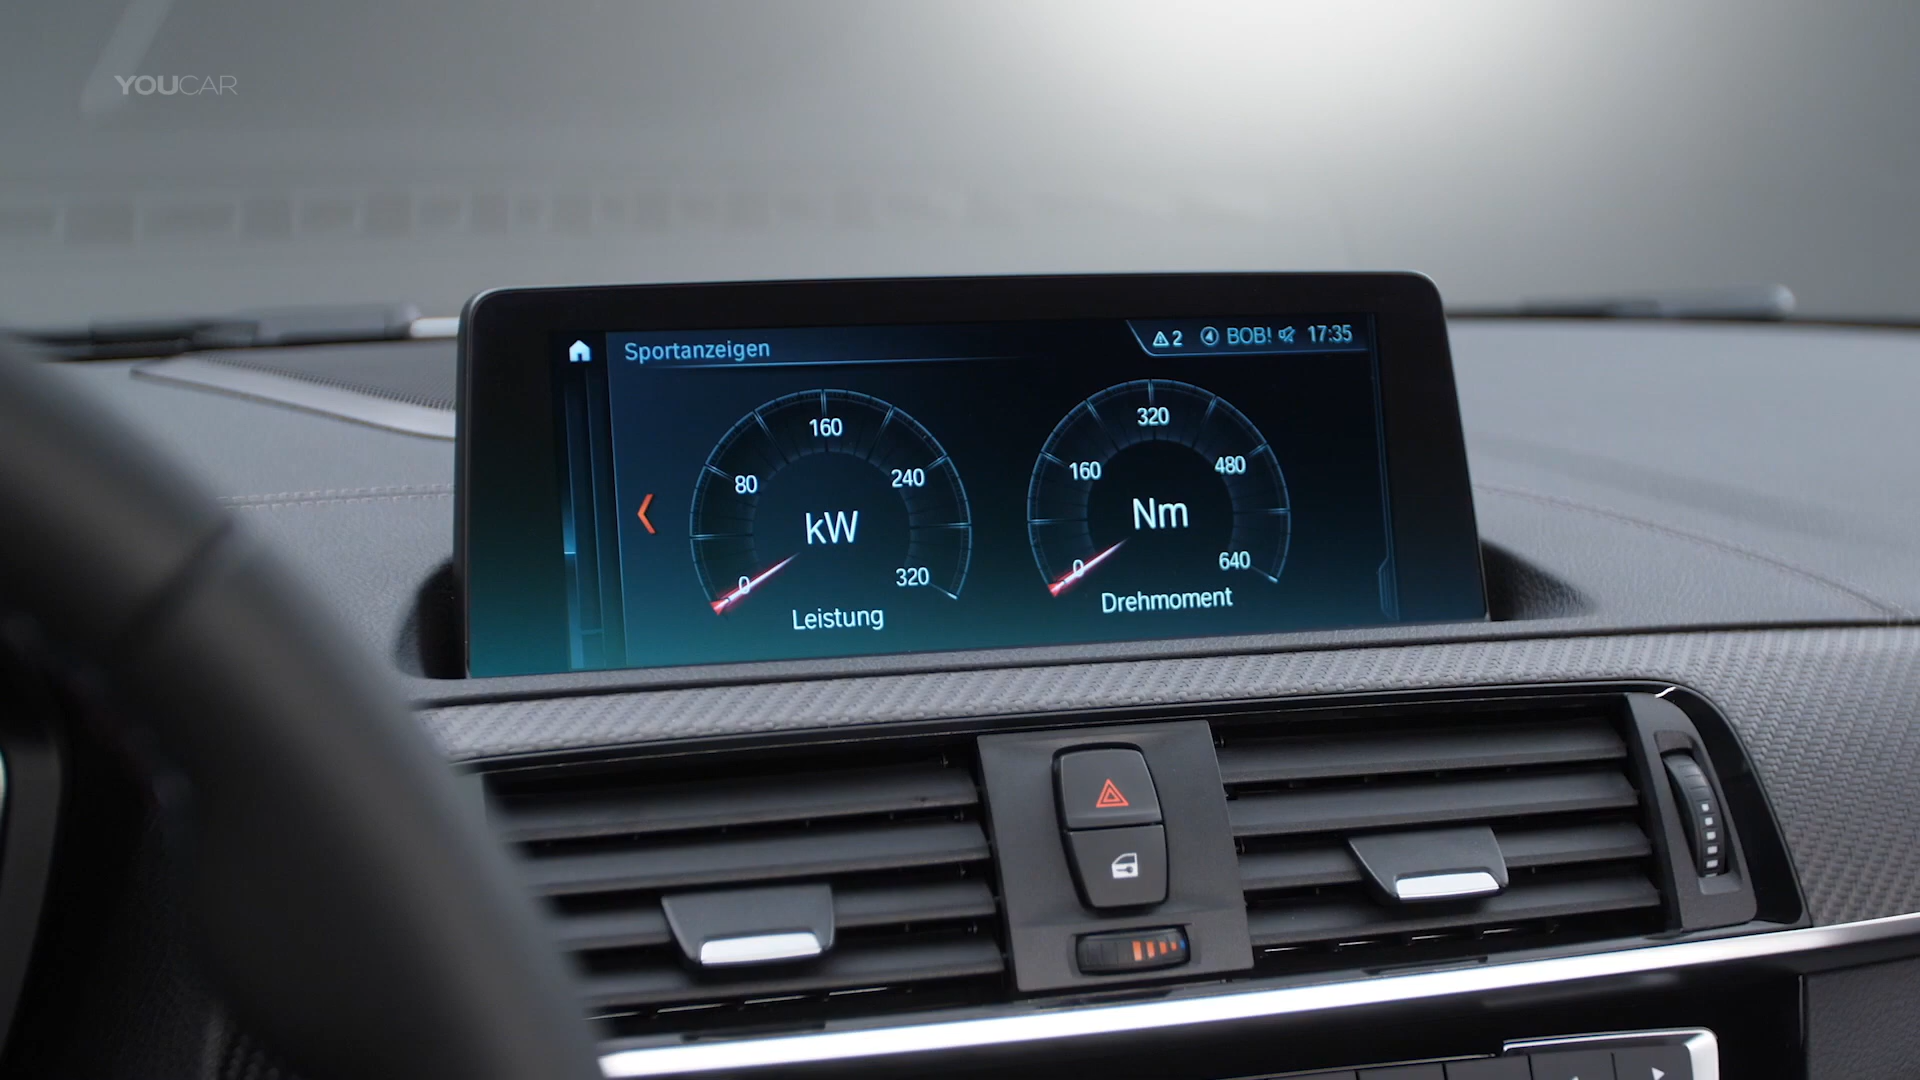 YOUCAR
Sportanzeigen
2 4 BOB! 17:35
0 80 160 240 320
kW
Leistung
0 160 320 480 640
Nm
Drehmoment